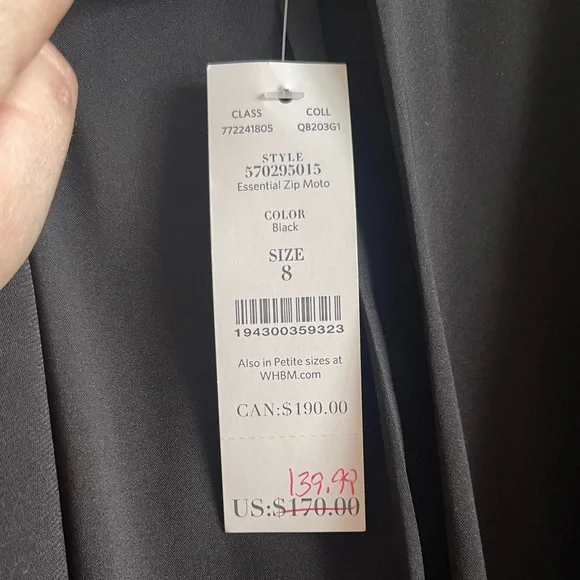 CLASS COLL
772241805 QB203G1
STYLE
570295015
Essential Zip Moto
COLOR
Black
SIZE
8
194300359323
Also in Petite sizes at
WHBM.com
CAN:$190.00
139.99
US:$170.00